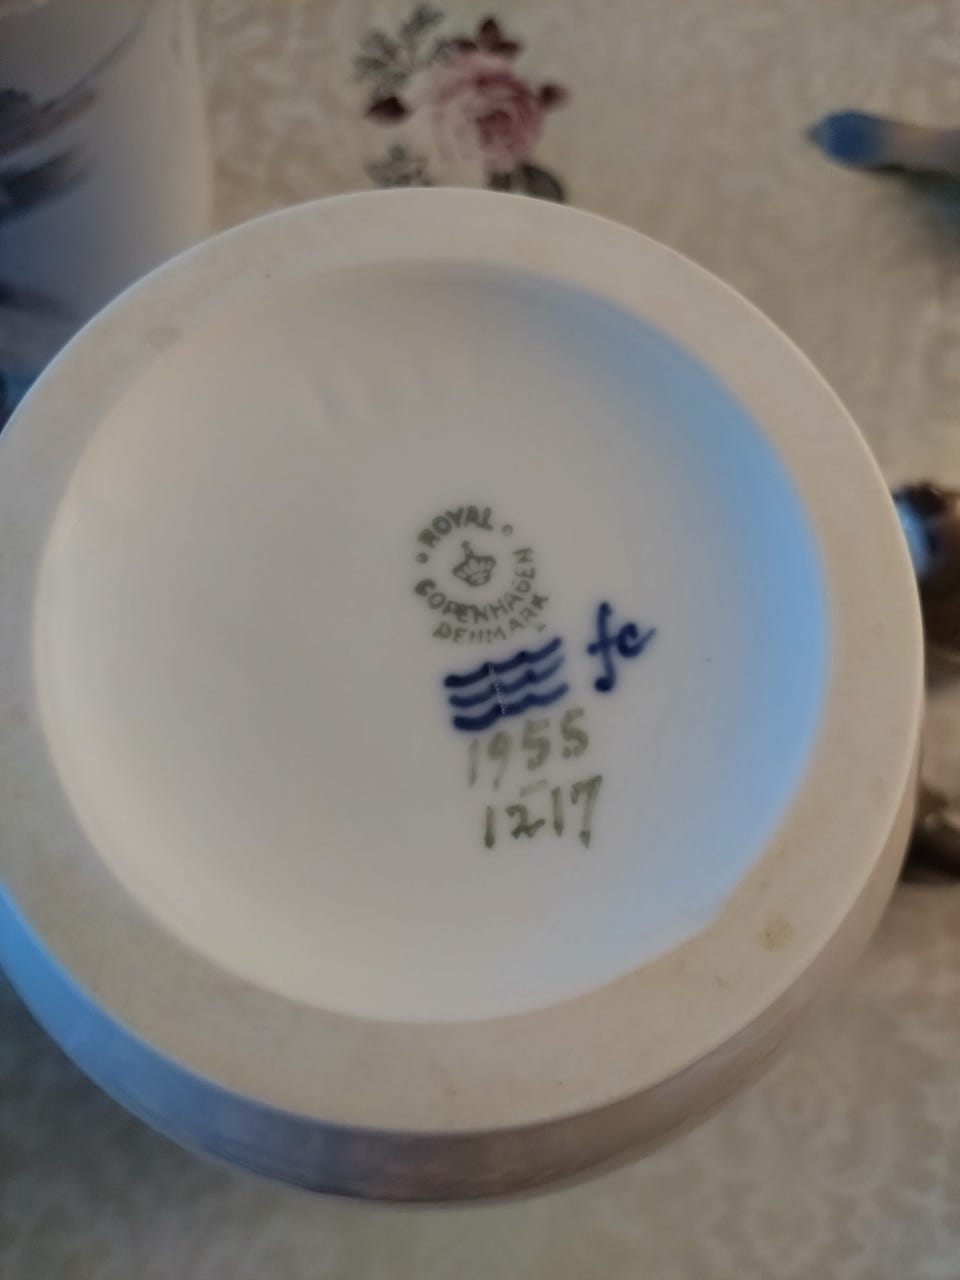 ROYAL
COPENHAGEN
DENMARK
fc
1955
1217